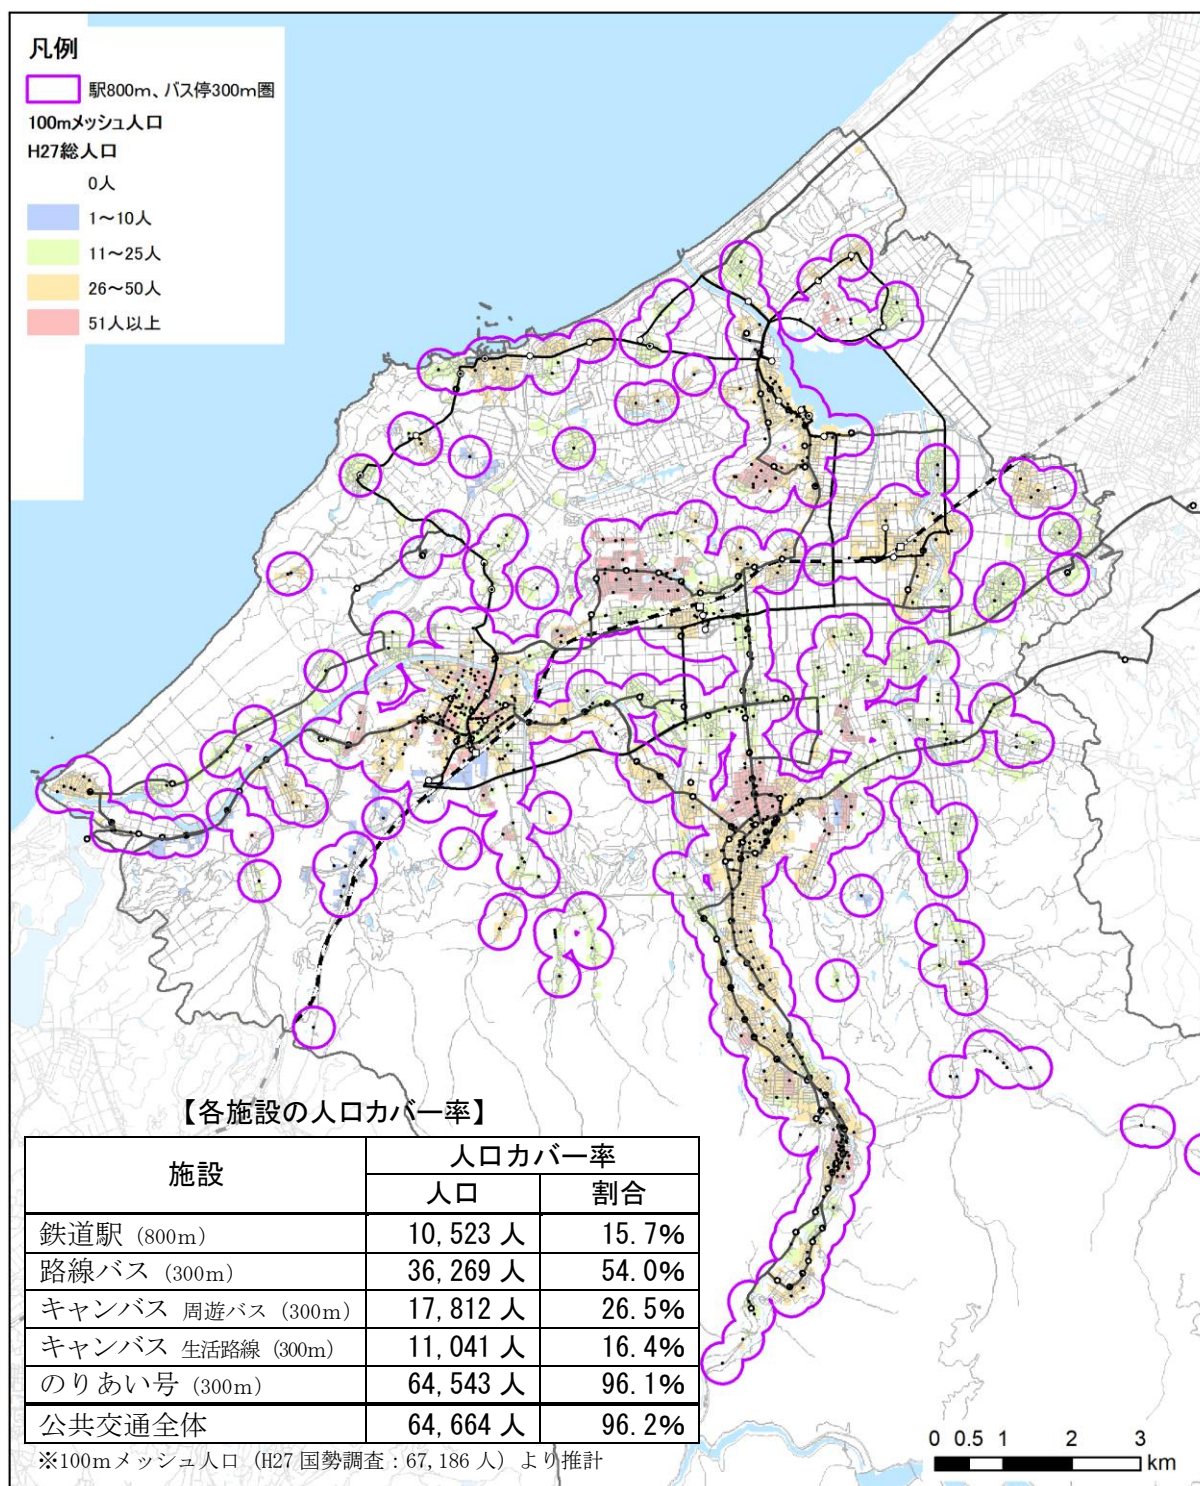 凡例
駅800m、バス停300m圏
100mメッシュ人口
H27総人口
0人
1～10人
11～25人
26～50人
51人以上
【各施設の人口カバー率】
施設 人口カバー率
人口 割合
鉄道駅 (800m) 10,523 人 15.7%
路線バス (300m) 36,269 人 54.0%
キャンバス 周遊バス (300m) 17,812 人 26.5%
キャンバス 生活路線 (300m) 11,041 人 16.4%
のりあい号 (300m) 64,543 人 96.1%
公共交通全体 64,664 人 96.2%
※100mメッシュ人口 (H27 国勢調査：67,186 人) より推計
0 0.5 1 2 3
km